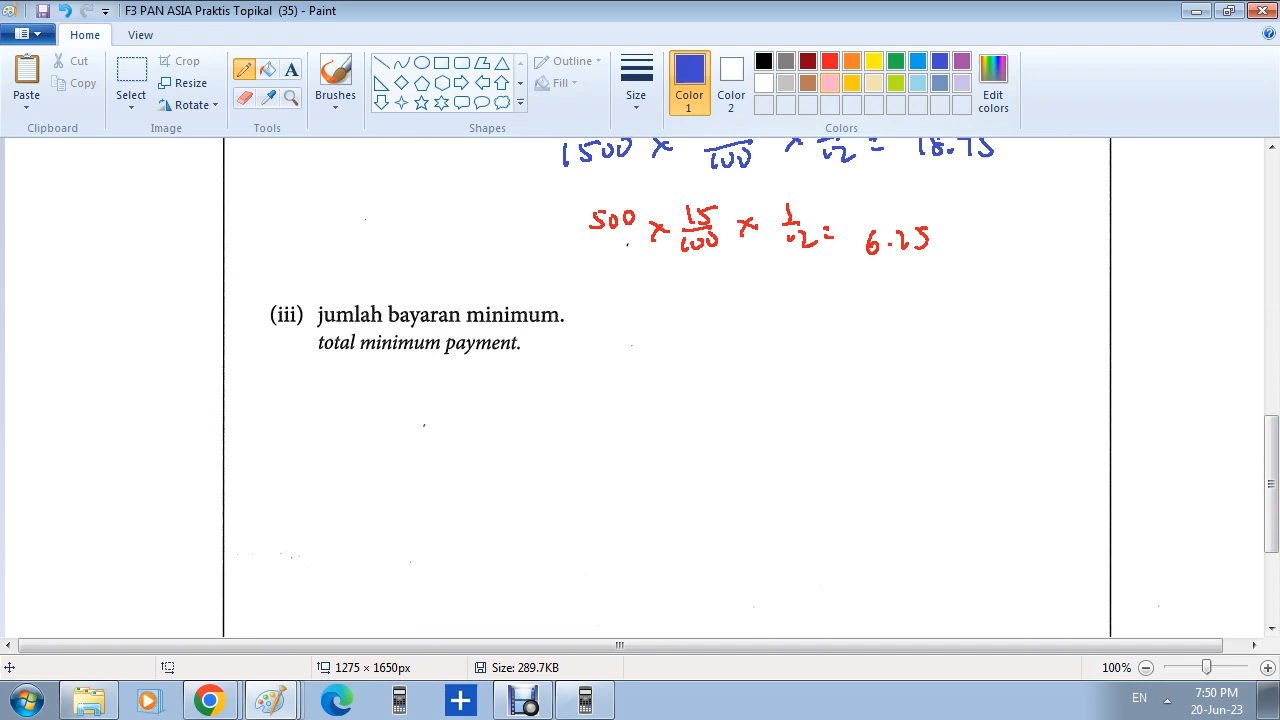 F3 PAN ASIA Praktis Topikal (35) - Paint
Home View
Paste Cut Copy
Select Crop Resize Rotate
A
Brushes
Outline Fill
Size
Color 1
Color 2
Edit colors
Clipboard Image Tools Shapes Colors
1500 × /100 × /12 = 18.75
500 × 15/100 × 1/12 = 6.25
(iii) jumlah bayaran minimum.
total minimum payment.
1275 × 1650px Size: 289.7KB 100%
EN 7:50 PM
20-Jun-23